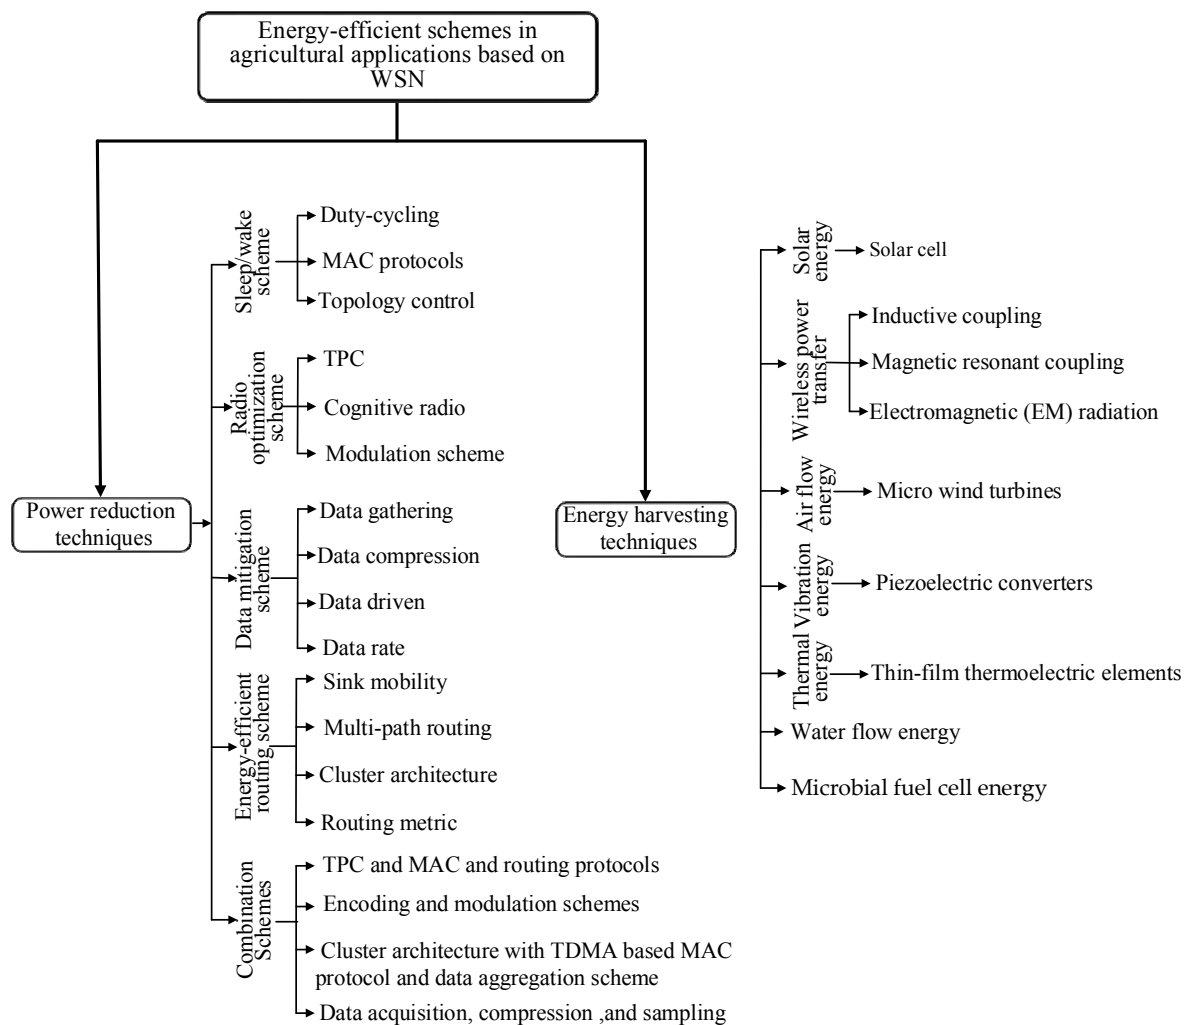 Energy-efficient schemes in
agricultural applications based on
WSN
Power reduction
techniques
Sleep/wake
scheme
Duty-cycling
MAC protocols
Topology control
Radio
optimization
scheme
TPC
Cognitive radio
Modulation scheme
Data mitigation
scheme
Data gathering
Data compression
Data driven
Data rate
Energy-efficient
routing scheme
Sink mobility
Multi-path routing
Cluster architecture
Routing metric
Combination
Schemes
TPC and MAC and routing protocols
Encoding and modulation schemes
Cluster architecture with TDMA based MAC
protocol and data aggregation scheme
Data acquisition, compression ,and sampling
Energy harvesting
techniques
Solar
energy
Solar cell
Wireless power
transfer
Inductive coupling
Magnetic resonant coupling
Electromagnetic (EM) radiation
Air flow
energy
Micro wind turbines
Vibration
energy
Piezoelectric converters
Thermal
energy
Thin-film thermoelectric elements
Water flow energy
Microbial fuel cell energy